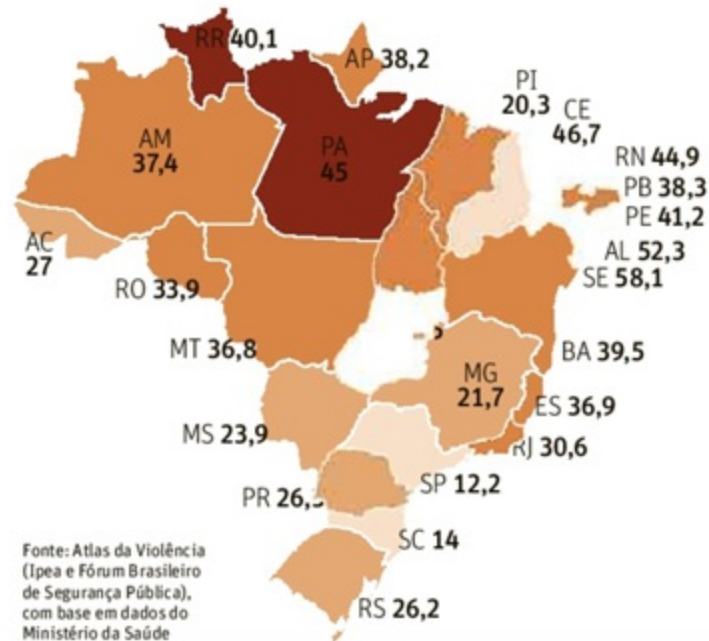 RR 40,1
AP 38,2
PI
20,3
CE
46,7
AM
37,4
PA
45
RN 44,9
PB 38,3
PE 41,2
AC
27
AL 52,3
SE 58,1
RO 33,9
MT 36,8
BA 39,5
MG
21,7
ES 36,9
MS 23,9
RJ 30,6
SP 12,2
PR
SC 14
RS 26,2
Fonte: Atlas da Violência
(Ipea e Fórum Brasileiro
de Segurança Pública),
com base em dados do
Ministério da Saúde